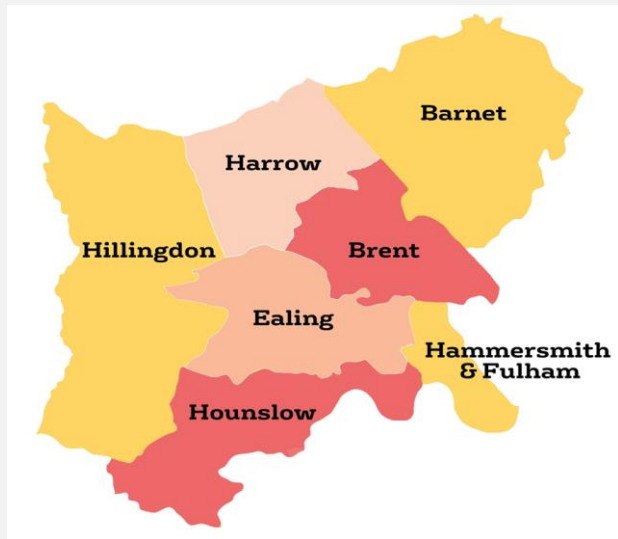 Barnet
Harrow
Hillingdon
Brent
Ealing
Hammersmith
& Fulham
Hounslow